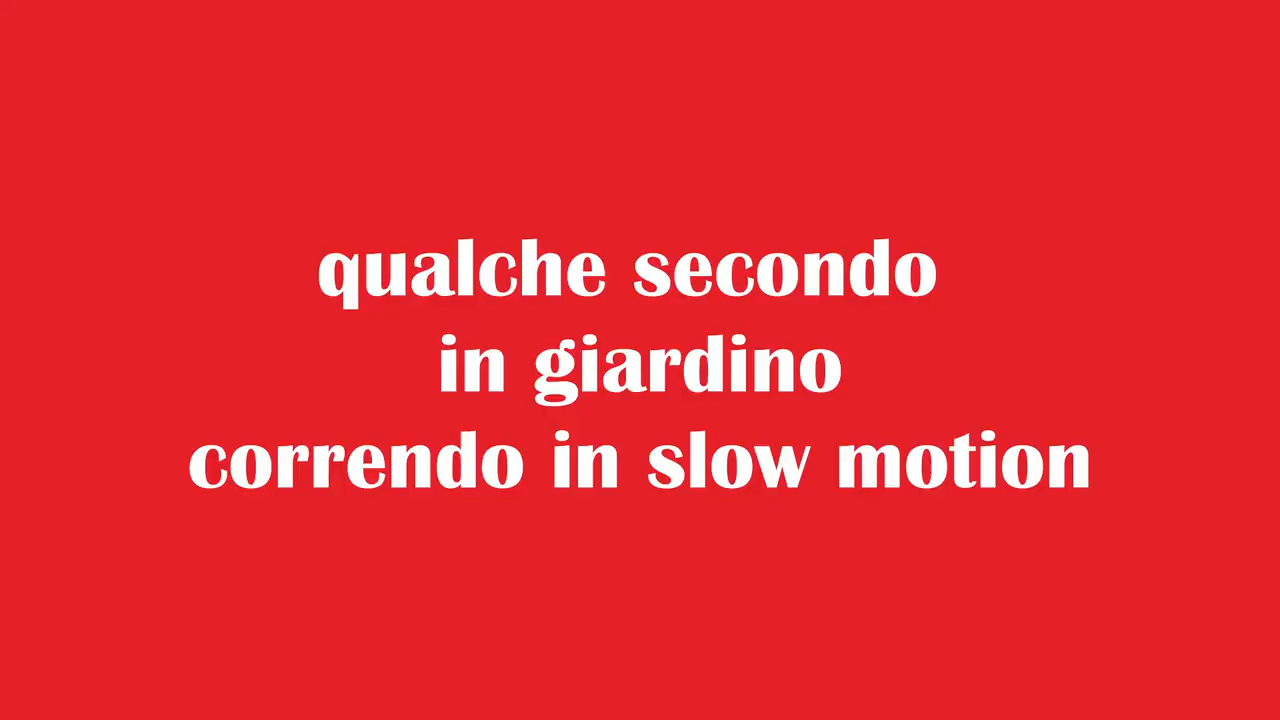 qualche secondo
in giardino
correndo in slow motion